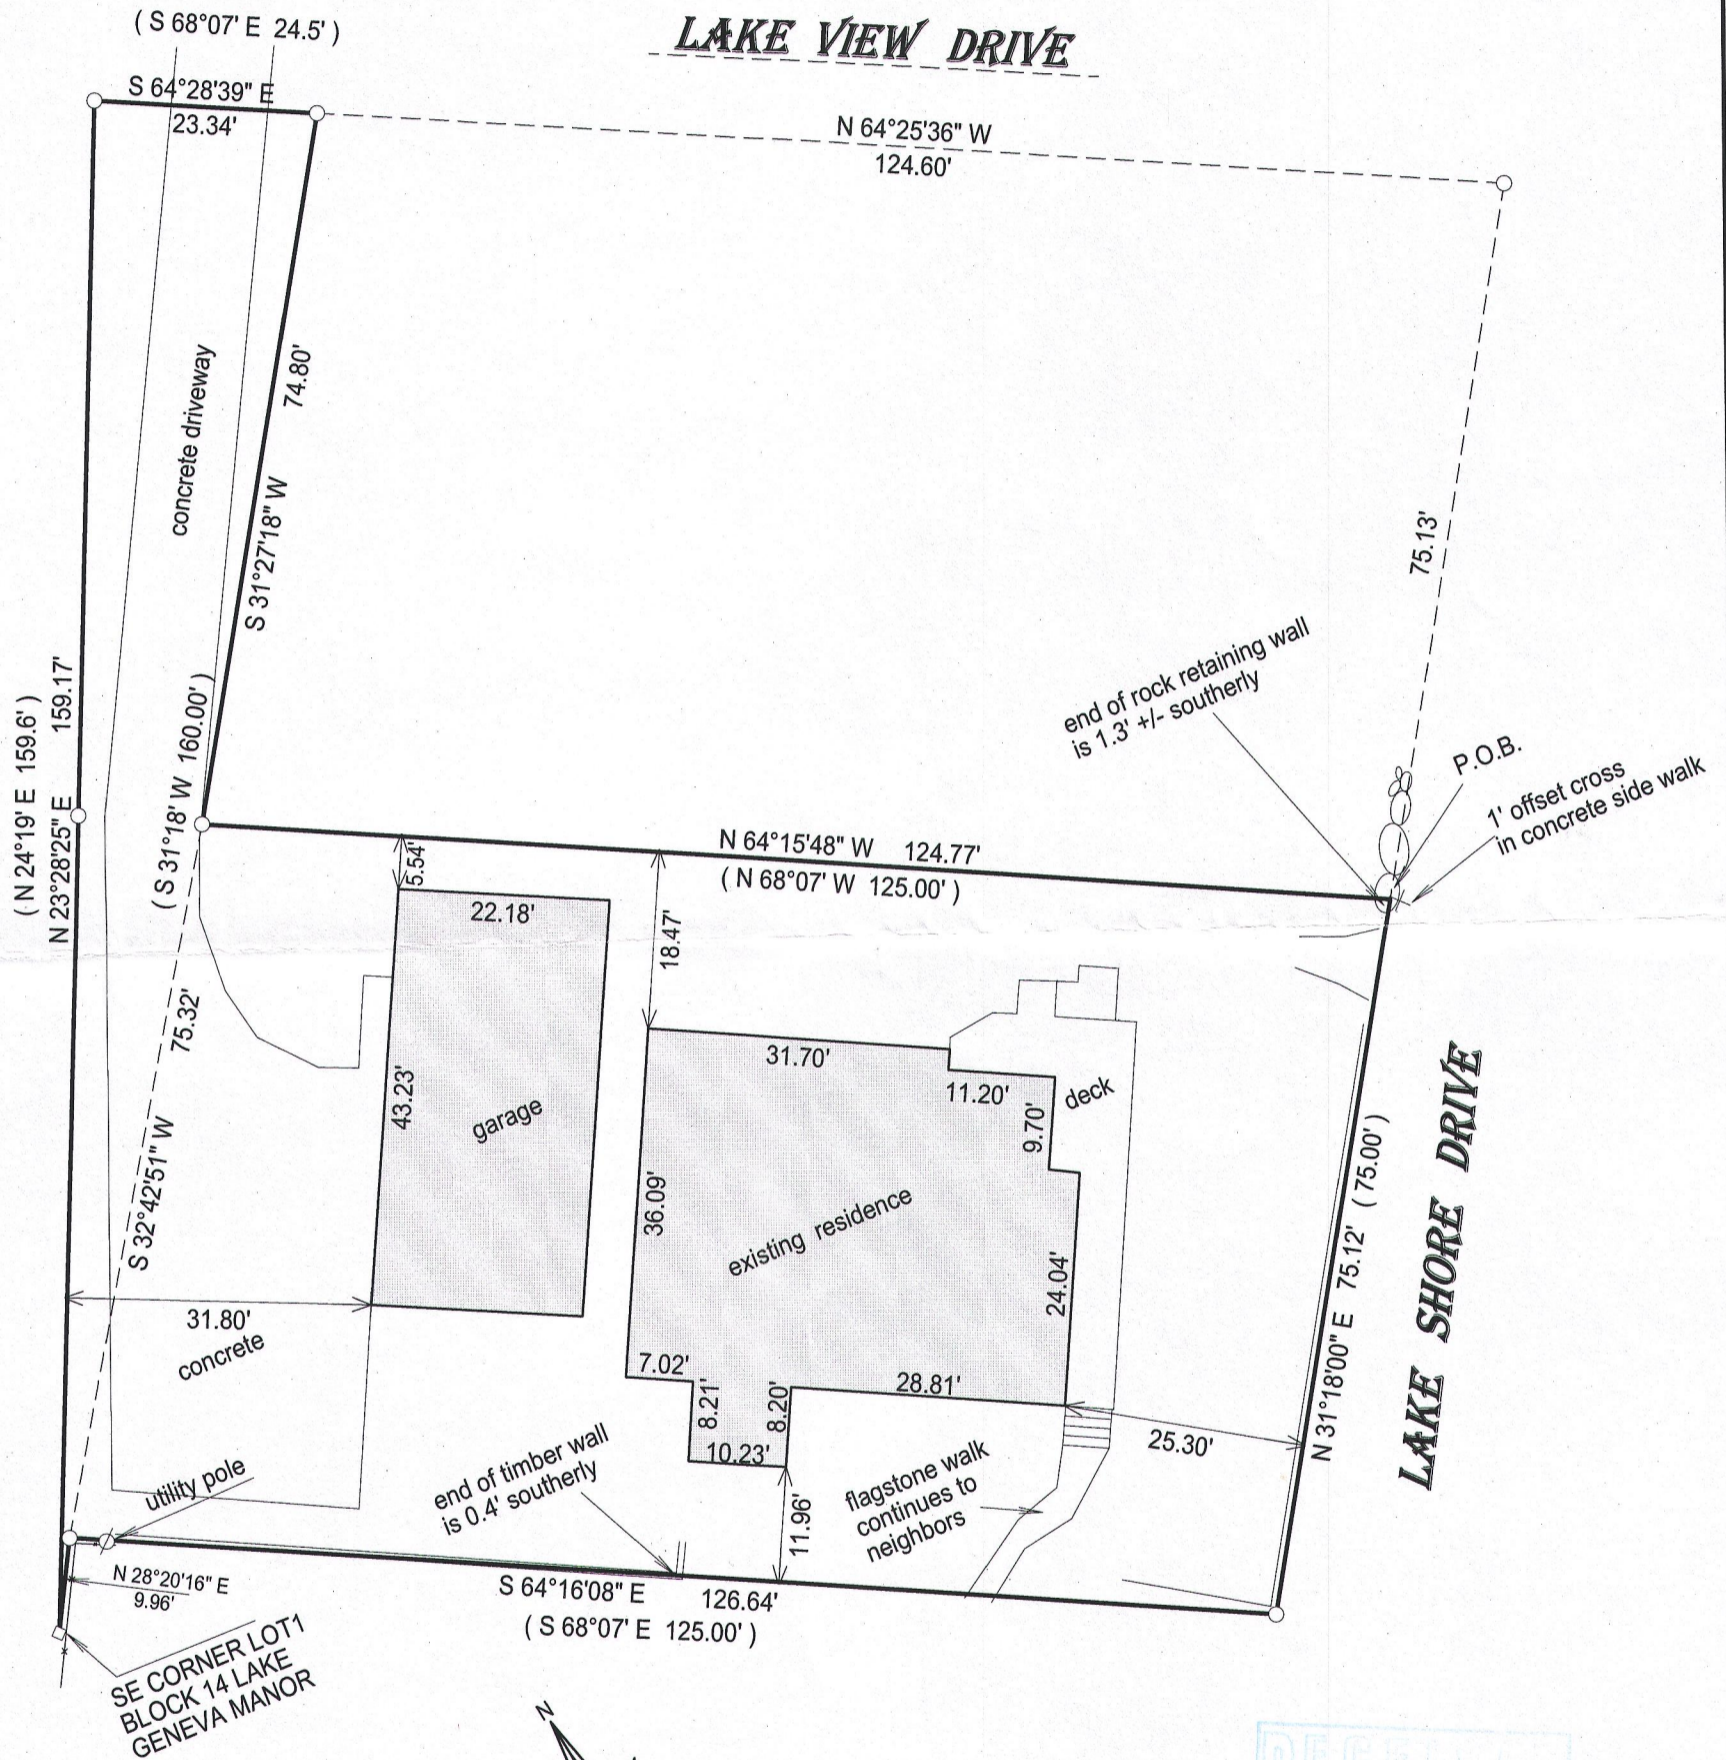 ( S 68°07' E 24.5' )
LAKE VIEW DRIVE
S 64°28'39" E
23.34'
N 64°25'36" W
124.60'
concrete driveway
74.80'
S 31°27'18" W
75.13'
end of rock retaining wall
is 1.3' +/- southerly
P.O.B.
1' offset cross
in concrete side walk
( N 24°19' E 159.6' )
N 23°28'25" E 159.17'
( S 31°18' W 160.00' )
N 64°15'48" W 124.77'
( N 68°07' W 125.00' )
5.54'
22.18'
18.47'
75.32'
S 32°42'51" W
43.23'
garage
31.70'
11.20'
9.70'
deck
36.09'
existing residence
24.04'
N 31°18'00" E 75.12' ( 75.00' )
LAKE SHORE DRIVE
31.80'
concrete
7.02'
8.21'
8.20'
28.81'
10.23'
25.30'
utility pole
end of timber wall
is 0.4' southerly
11.96'
flagstone walk
continues to
neighbors
N 28°20'16" E
9.96'
S 64°16'08" E 126.64'
( S 68°07' E 125.00' )
SE CORNER LOT1
BLOCK 14 LAKE
GENEVA MANOR
N